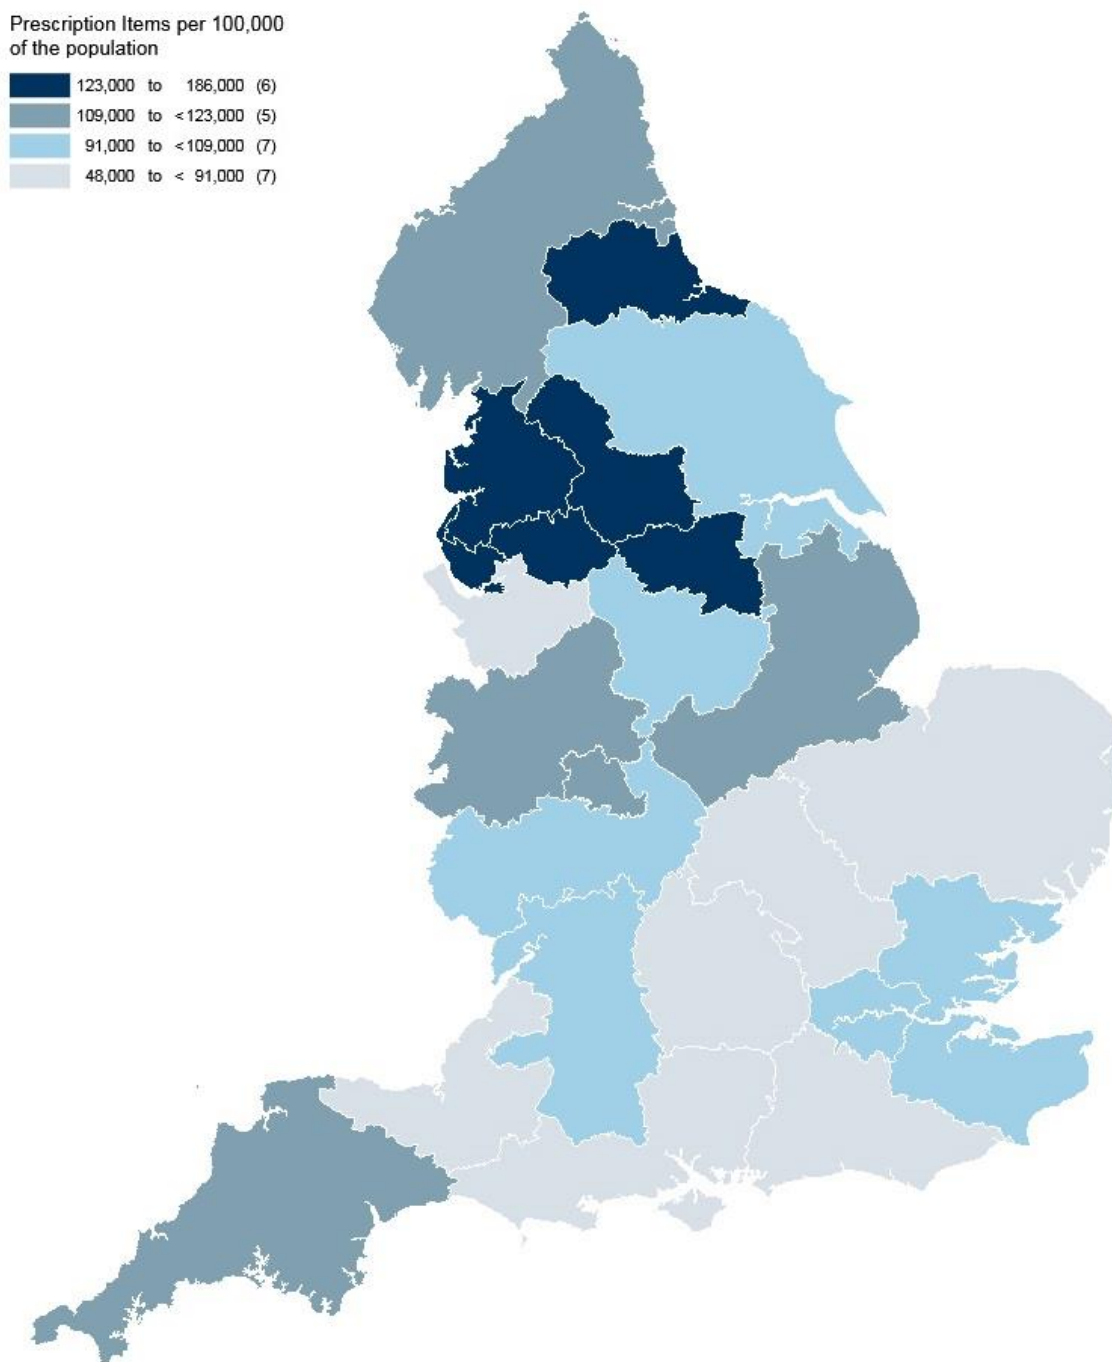 Prescription Items per 100,000
of the population
123,000 to 186,000 (6)
109,000 to <123,000 (5)
91,000 to <109,000 (7)
48,000 to < 91,000 (7)